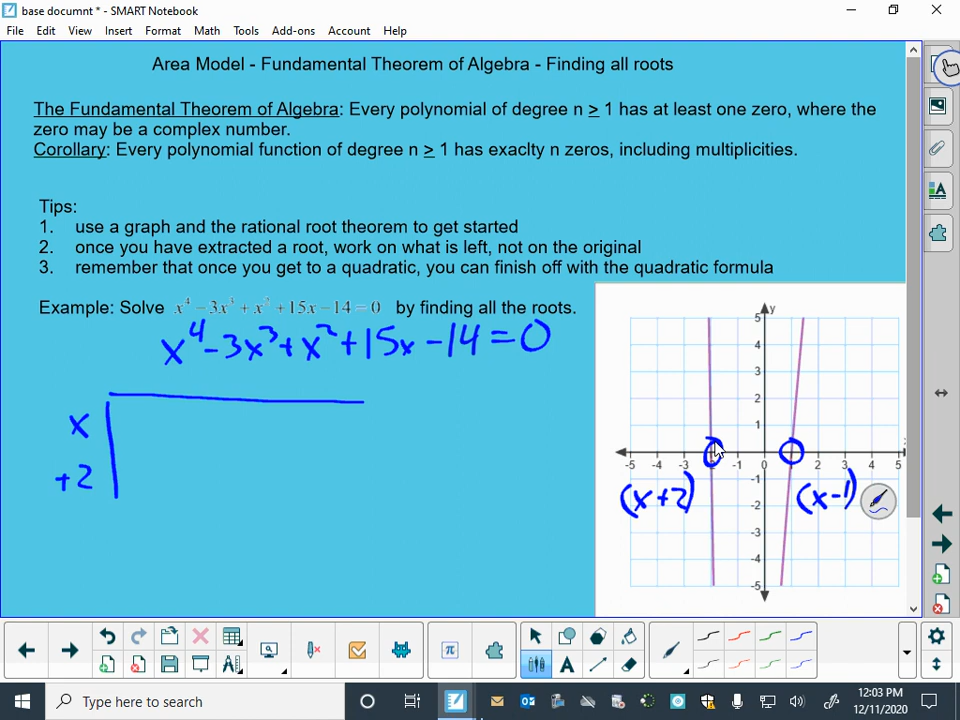 base documnt * - SMART Notebook
File Edit View Insert Format Math Tools Add-ons Account Help
Area Model - Fundamental Theorem of Algebra - Finding all roots
The Fundamental Theorem of Algebra: Every polynomial of degree n ≥ 1 has at least one zero, where the
zero may be a complex number.
Corollary: Every polynomial function of degree n ≥ 1 has exaclty n zeros, including multiplicities.
Tips:
1. use a graph and the rational root theorem to get started
2. once you have extracted a root, work on what is left, not on the original
3. remember that once you get to a quadratic, you can finish off with the quadratic formula
Example: Solve x⁴ – 3x³ + x² + 15x – 14 = 0 by finding all the roots.
x⁴-3x³+x²+15x-14=0
x
+2
y
5
4
3
2
1
-5 -4 -3 -2 -1 0 1 2 3 4 5
-1
-2
-3
-4
-5
(x+2) (x-1)
Type here to search
12:03 PM
12/11/2020